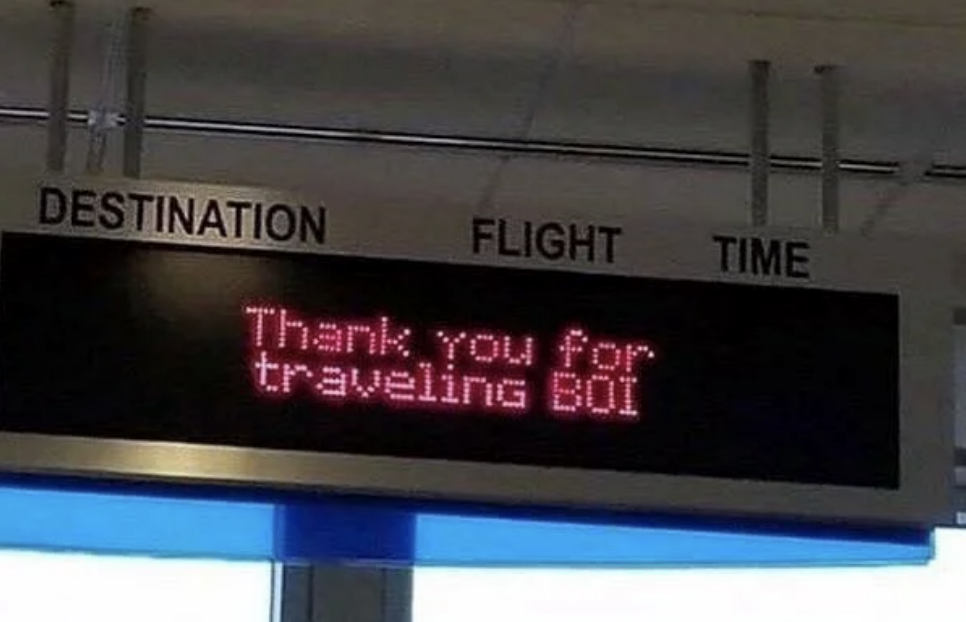 DESTINATION FLIGHT TIME
Thank you for
traveling BOI